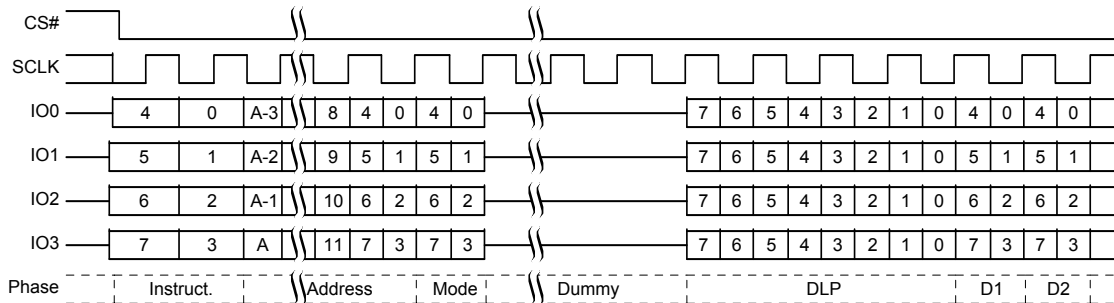 CS#
SCLK
IO0 4 0 A-3 8 4 0 4 0 7 6 5 4 3 2 1 0 4 0 4 0
IO1 5 1 A-2 9 5 1 5 1 7 6 5 4 3 2 1 0 5 1 5 1
IO2 6 2 A-1 10 6 2 6 2 7 6 5 4 3 2 1 0 6 2 6 2
IO3 7 3 A 11 7 3 7 3 7 6 5 4 3 2 1 0 7 3 7 3
Phase Instruct. Address Mode Dummy DLP D1 D2